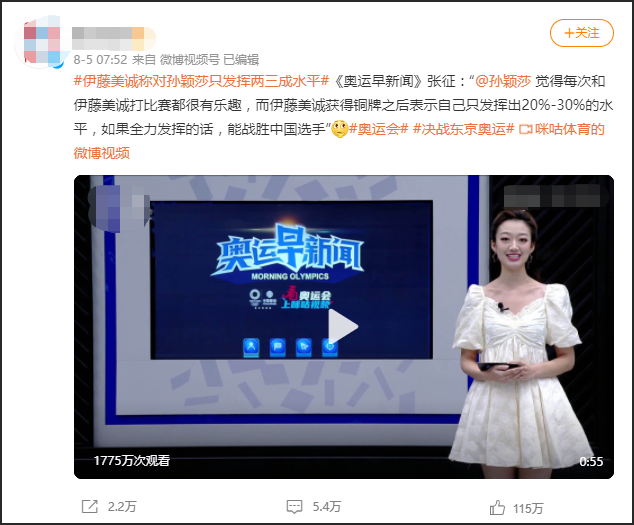 +关注
8-5 07:52 来自 微博视频号 已编辑
#伊藤美诚称对孙颖莎只发挥两三成水平#《奥运早新闻》张征：“@孙颖莎 觉得每次和
伊藤美诚打比赛都很有乐趣，而伊藤美诚获得铜牌之后表示自己只发挥出20%-30%的水
平，如果全力发挥的话，能战胜中国选手”#奥运会# #决战东京奥运# 咪咕体育的
微博视频
奥运早新闻
MORNING OLYMPICS
奥运会
上咪咕视频
1775万次观看
0:55
2.2万
5.4万
115万